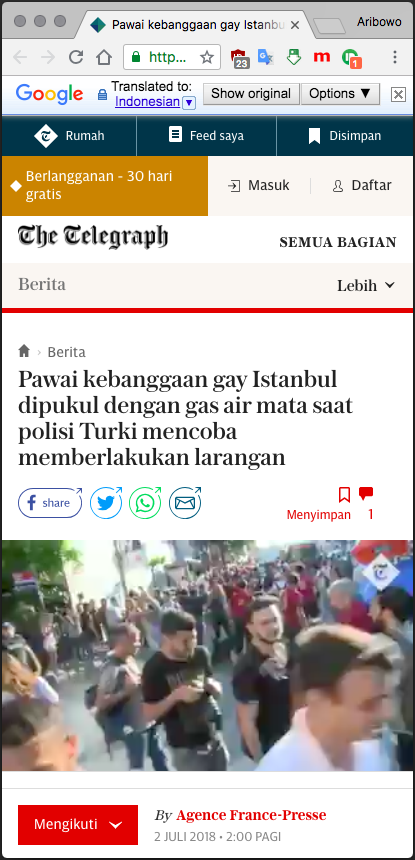 Pawai kebanggaan gay Istanbu
Aribowo
http...
23
1
Google
Translated to:
Indonesian
Show original
Options ▼
Rumah
Feed saya
Disimpan
Berlangganan - 30 hari
gratis
Masuk
Daftar
The Telegraph
SEMUA BAGIAN
Berita
Lebih
Berita
Pawai kebanggaan gay Istanbul
dipukul dengan gas air mata saat
polisi Turki mencoba
memberlakukan larangan
share
Menyimpan
1
Mengikuti
By Agence France-Presse
2 JULI 2018 • 2:00 PAGI